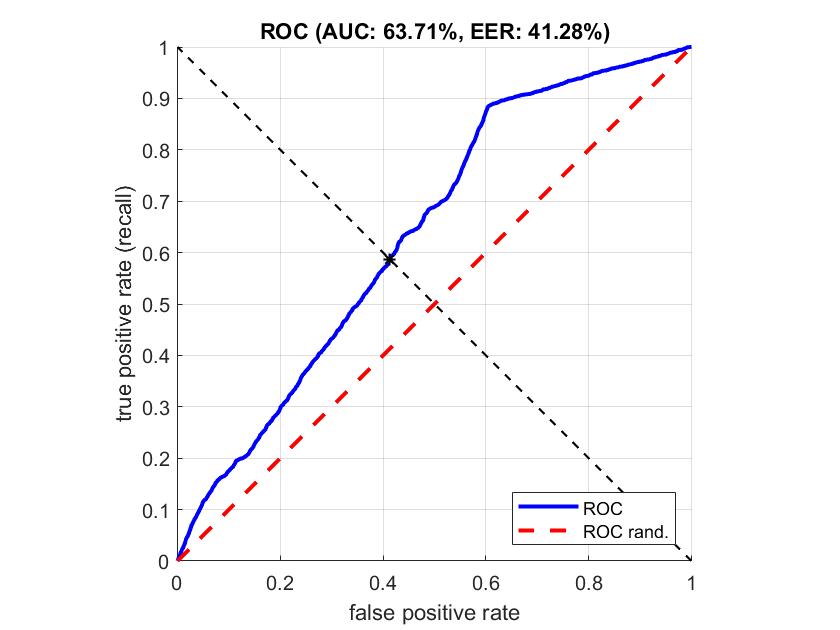 ROC (AUC: 63.71%, EER: 41.28%)
1
0.9
0.8
0.7
0.6
0.5
0.4
0.3
0.2
0.1
0
true positive rate (recall)
ROC
ROC rand.
0 0.2 0.4 0.6 0.8 1
false positive rate